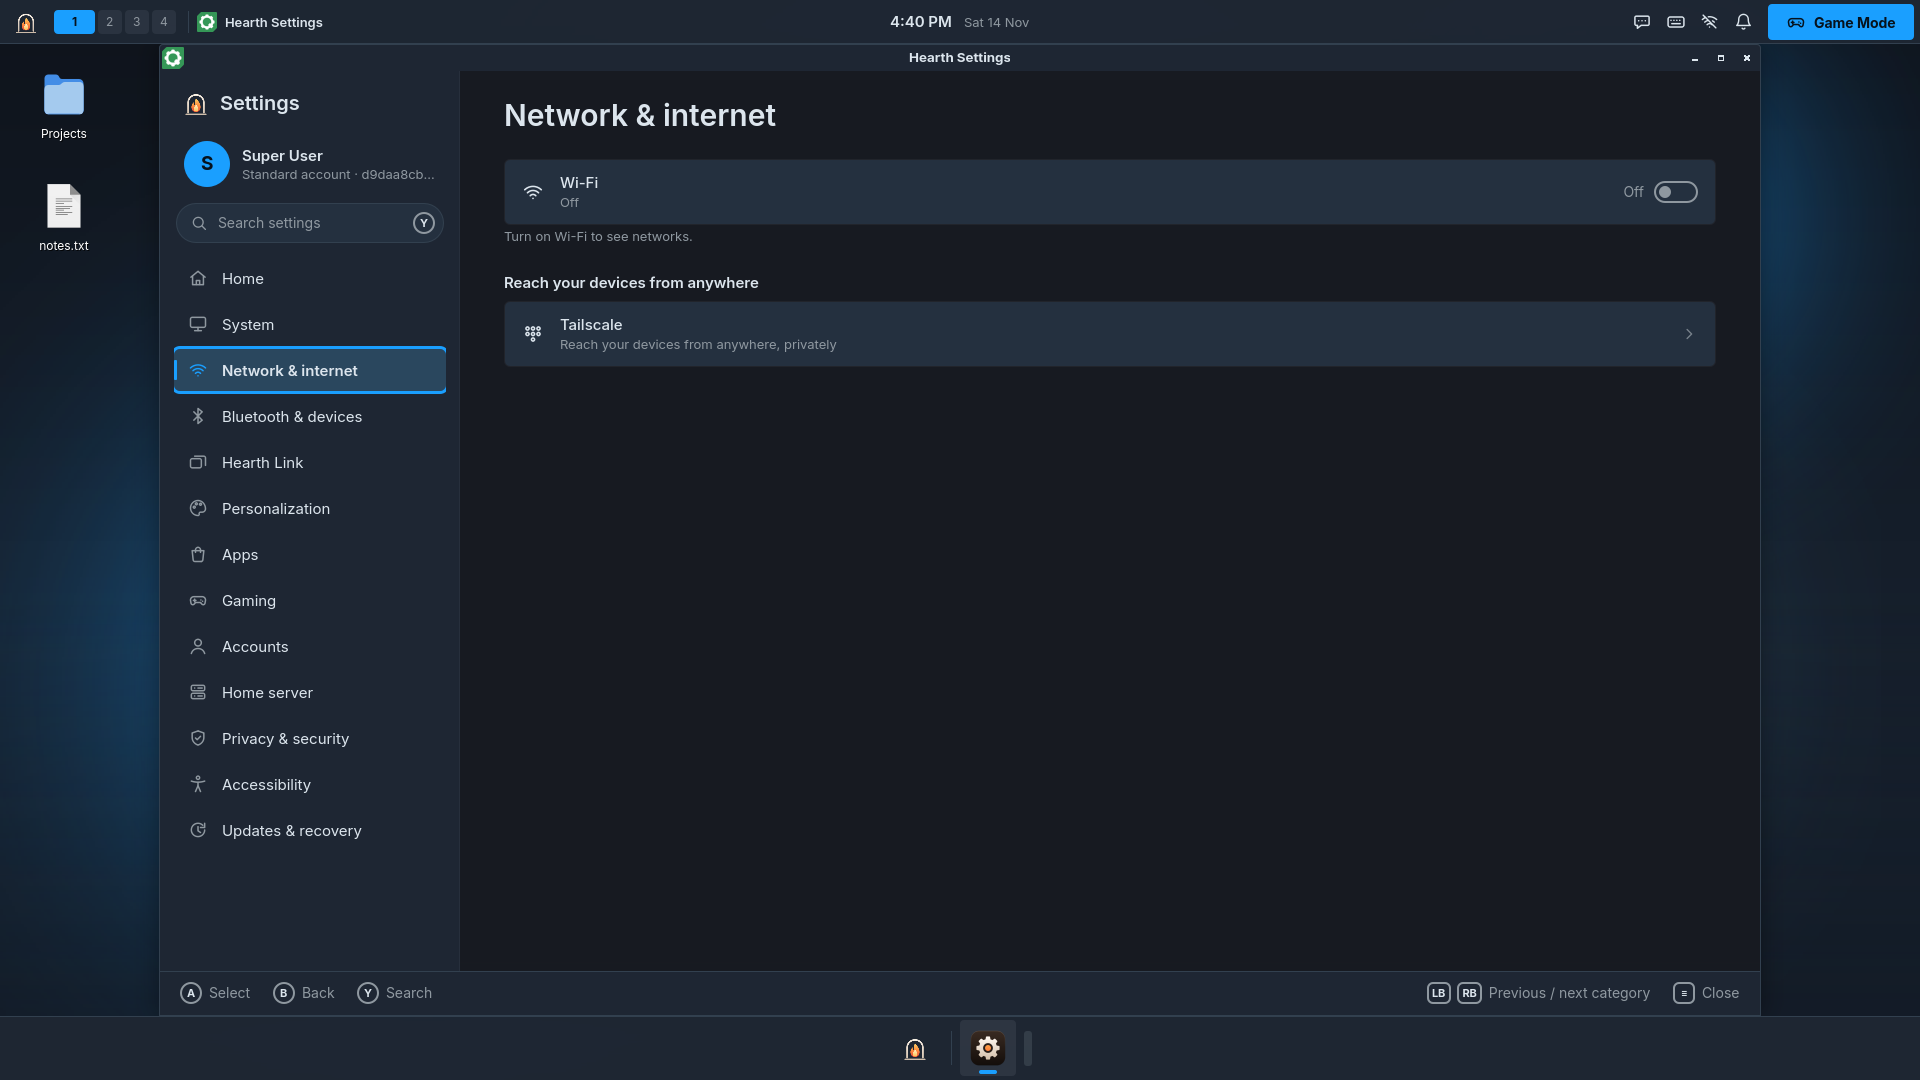 1
2
3
4
Hearth Settings
4:40 PM
Sat 14 Nov
Game Mode
Projects
notes.txt
Hearth Settings
Settings
S
Super User
Standard account · d9daa8cb...
Search settings
Y
Home
System
Network & internet
Bluetooth & devices
Hearth Link
Personalization
Apps
Gaming
Accounts
Home server
Privacy & security
Accessibility
Updates & recovery
Network & internet
Wi-Fi
Off
Off
Turn on Wi-Fi to see networks.
Reach your devices from anywhere
Tailscale
Reach your devices from anywhere, privately
A Select
B Back
Y Search
LB RB Previous / next category
Close